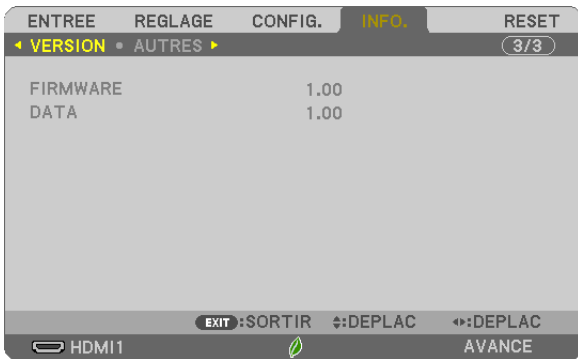 ENTREE REGLAGE CONFIG. INFO. RESET
VERSION • AUTRES 3/3
FIRMWARE 1.00
DATA 1.00
EXIT :SORTIR :DEPLAC :DEPLAC
HDMI1 AVANCE